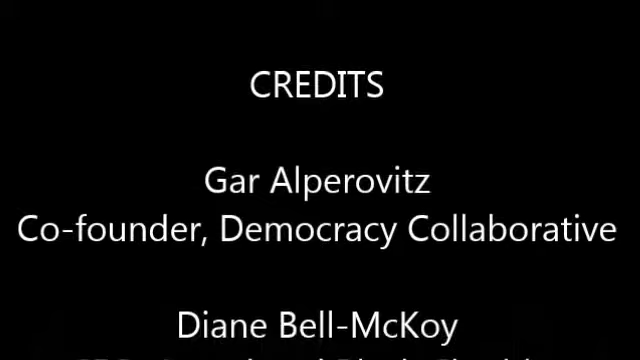 CREDITS
Gar Alperovitz
Co-founder, Democracy Collaborative
Diane Bell-McKoy